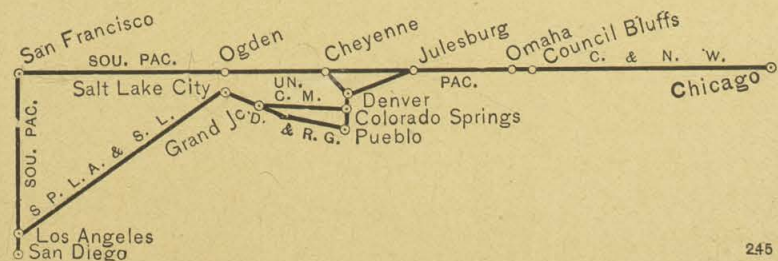 San Francisco
Ogden
Cheyenne
Julesburg
Omaha
Council Bluffs
SOU. PAC.
UN.
PAC.
C. & N. W.
Chicago
Salt Lake City
C. M.
Denver
Colorado Springs
Grand Jc.
D. & R. G.
Pueblo
SOU. PAC.
S P. L. A. & S. L.
Los Angeles
San Diego
245